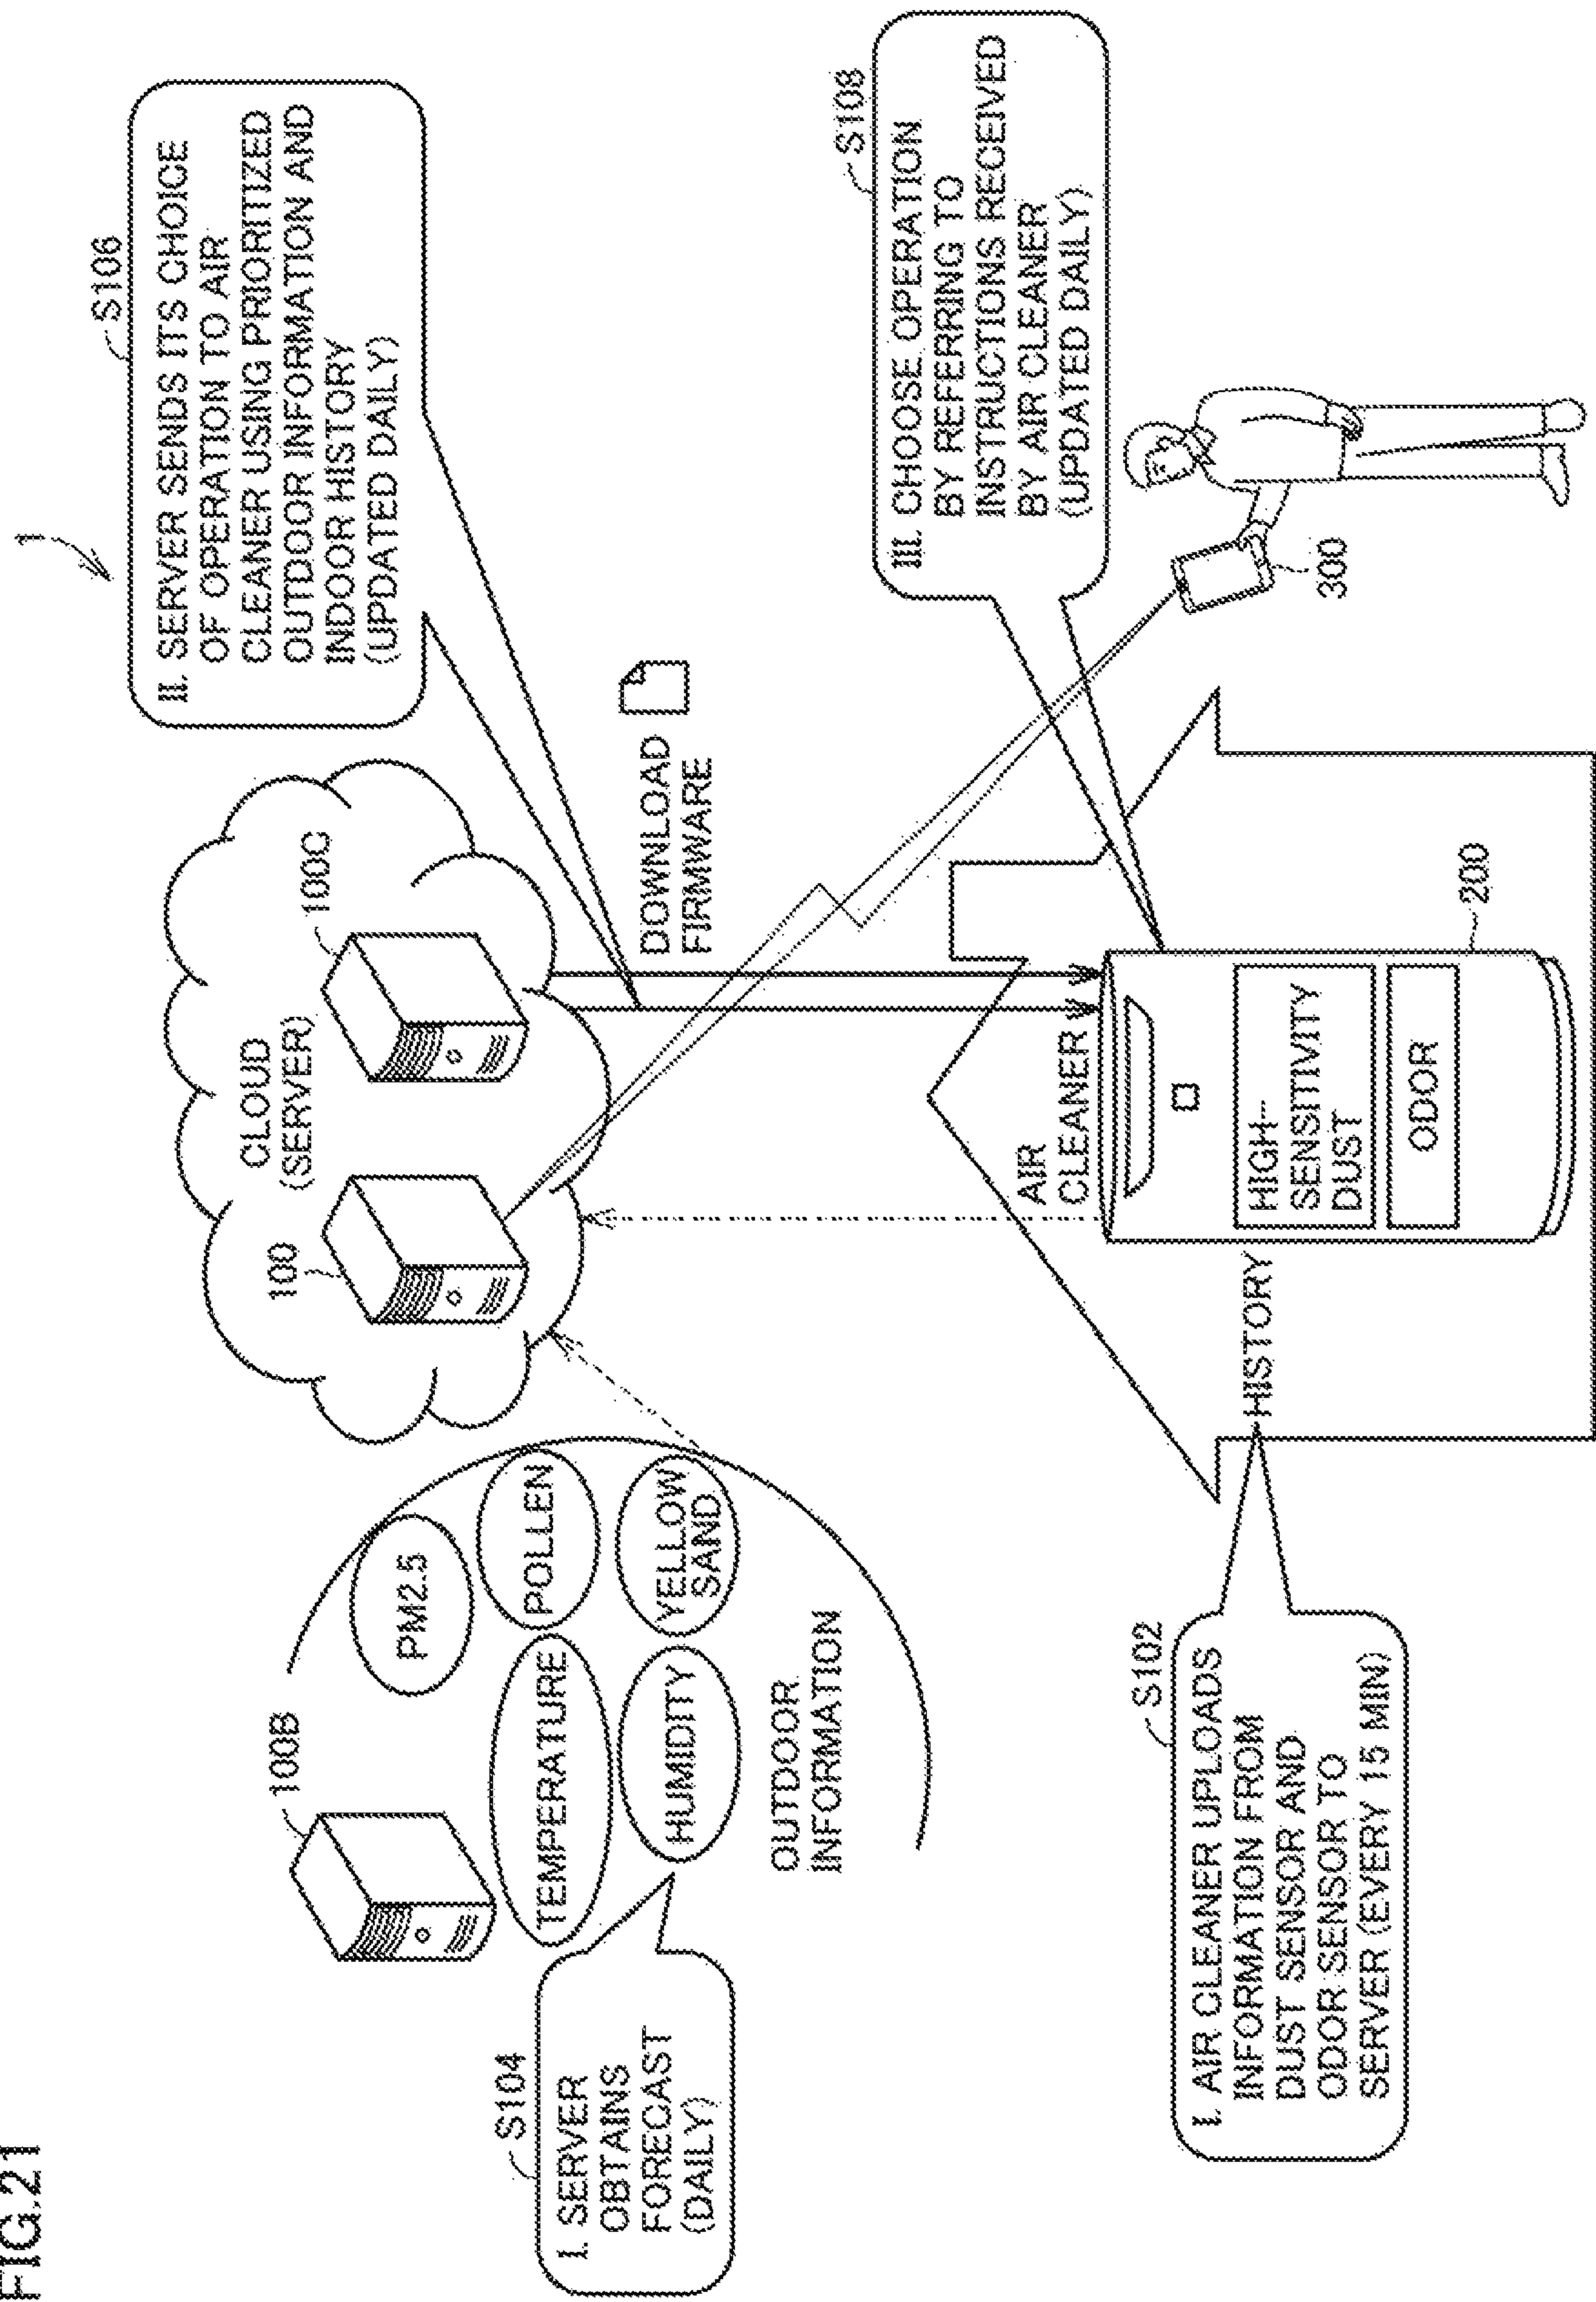 FIG.21
1
S106
II. SERVER SENDS ITS CHOICE
OF OPERATION TO AIR
CLEANER USING PRIORITIZED
OUTDOOR INFORMATION AND
INDOOR HISTORY
(UPDATED DAILY)
100B
PM2.5
POLLEN
TEMPERATURE
YELLOW
SAND
HUMIDITY
OUTDOOR
INFORMATION
S104
I. SERVER
OBTAINS
FORECAST
(DAILY)
100
CLOUD
(SERVER)
100C
DOWNLOAD
FIRMWARE
S108
III. CHOOSE OPERATION
BY REFERRING TO
INSTRUCTIONS RECEIVED
BY AIR CLEANER
(UPDATED DAILY)
300
S102
I. AIR CLEANER UPLOADS
INFORMATION FROM
DUST SENSOR AND
ODOR SENSOR TO
SERVER (EVERY 15 MIN)
HISTORY
AIR
CLEANER
HIGH-
SENSITIVITY
DUST
ODOR
200